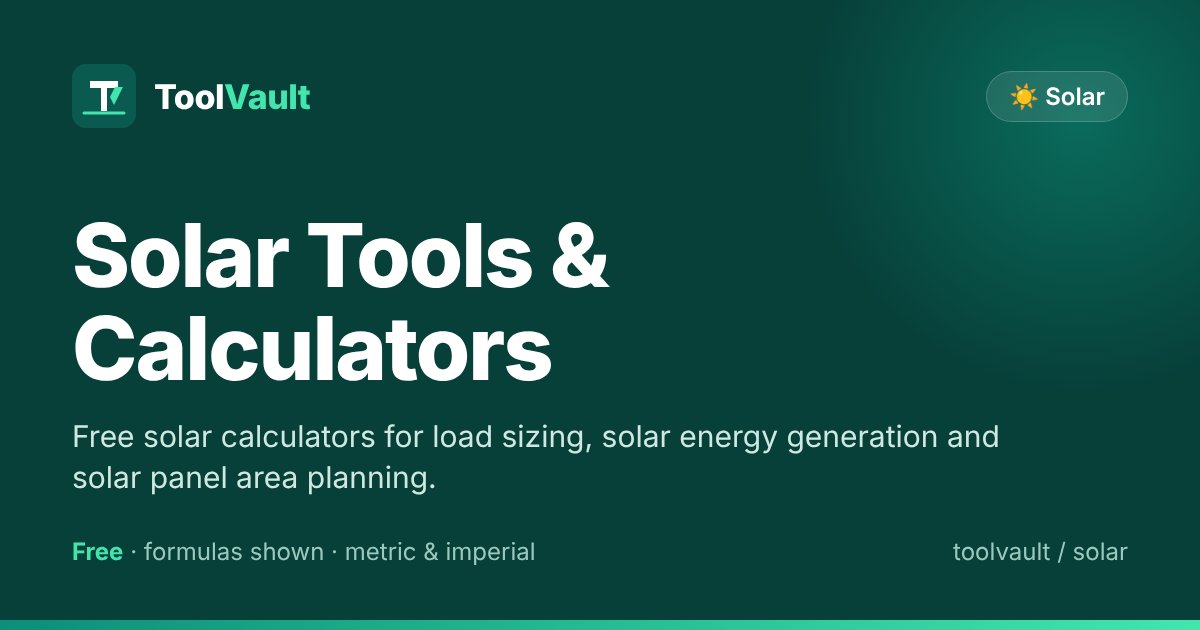 ToolVault
☀️ Solar
Solar Tools &
Calculators
Free solar calculators for load sizing, solar energy generation and
solar panel area planning.
Free · formulas shown · metric & imperial
toolvault / solar